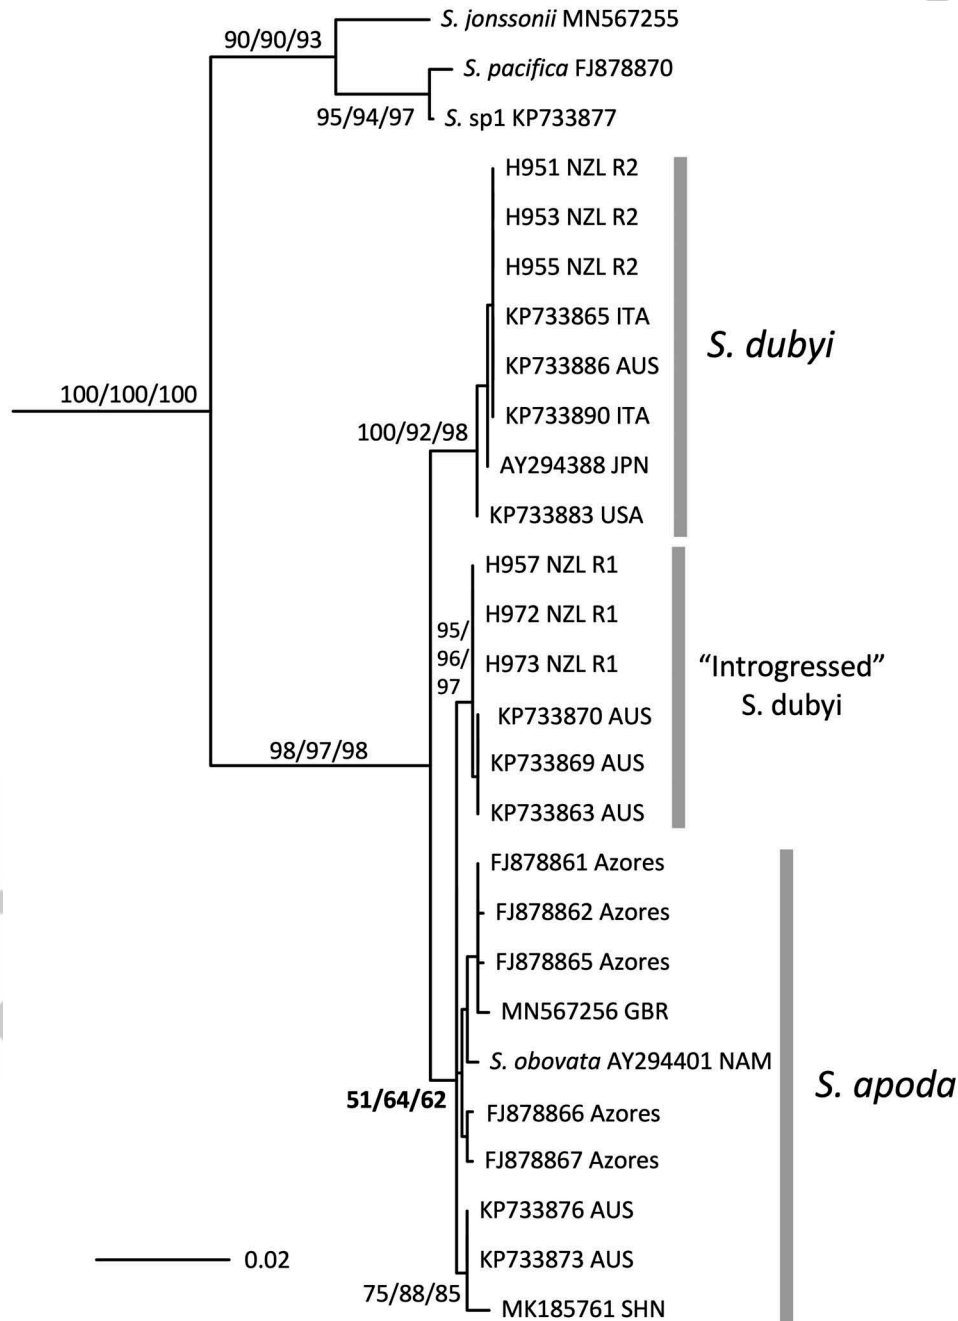 S. jonssonii MN567255
90/90/93
S. pacifica FJ878870
95/94/97
S. sp1 KP733877
H951 NZL R2
H953 NZL R2
H955 NZL R2
KP733865 ITA
S. dubyi
KP733886 AUS
100/100/100
KP733890 ITA
100/92/98
AY294388 JPN
KP733883 USA
H957 NZL R1
H972 NZL R1
95/
96/
97
H973 NZL R1
“Introgressed”
S. dubyi
KP733870 AUS
98/97/98
KP733869 AUS
KP733863 AUS
FJ878861 Azores
FJ878862 Azores
FJ878865 Azores
MN567256 GBR
S. obovata AY294401 NAM
S. apoda
51/64/62
FJ878866 Azores
FJ878867 Azores
KP733876 AUS
KP733873 AUS
0.02
75/88/85
MK185761 SHN